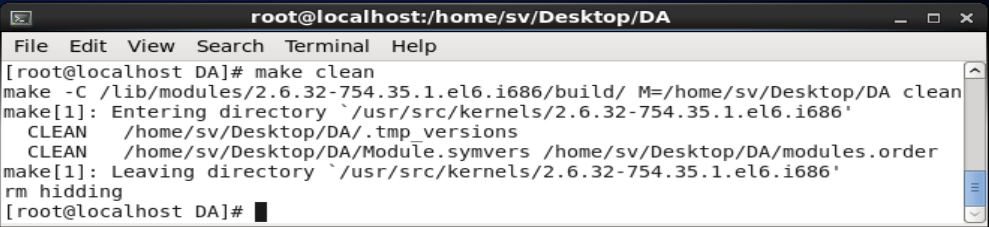 root@localhost:/home/sv/Desktop/DA
File Edit View Search Terminal Help
[root@localhost DA]# make clean
make -C /lib/modules/2.6.32-754.35.1.el6.i686/build/ M=/home/sv/Desktop/DA clean
make[1]: Entering directory `/usr/src/kernels/2.6.32-754.35.1.el6.i686'
  CLEAN   /home/sv/Desktop/DA/.tmp_versions
  CLEAN   /home/sv/Desktop/DA/Module.symvers /home/sv/Desktop/DA/modules.order
make[1]: Leaving directory `/usr/src/kernels/2.6.32-754.35.1.el6.i686'
rm hidding
[root@localhost DA]#